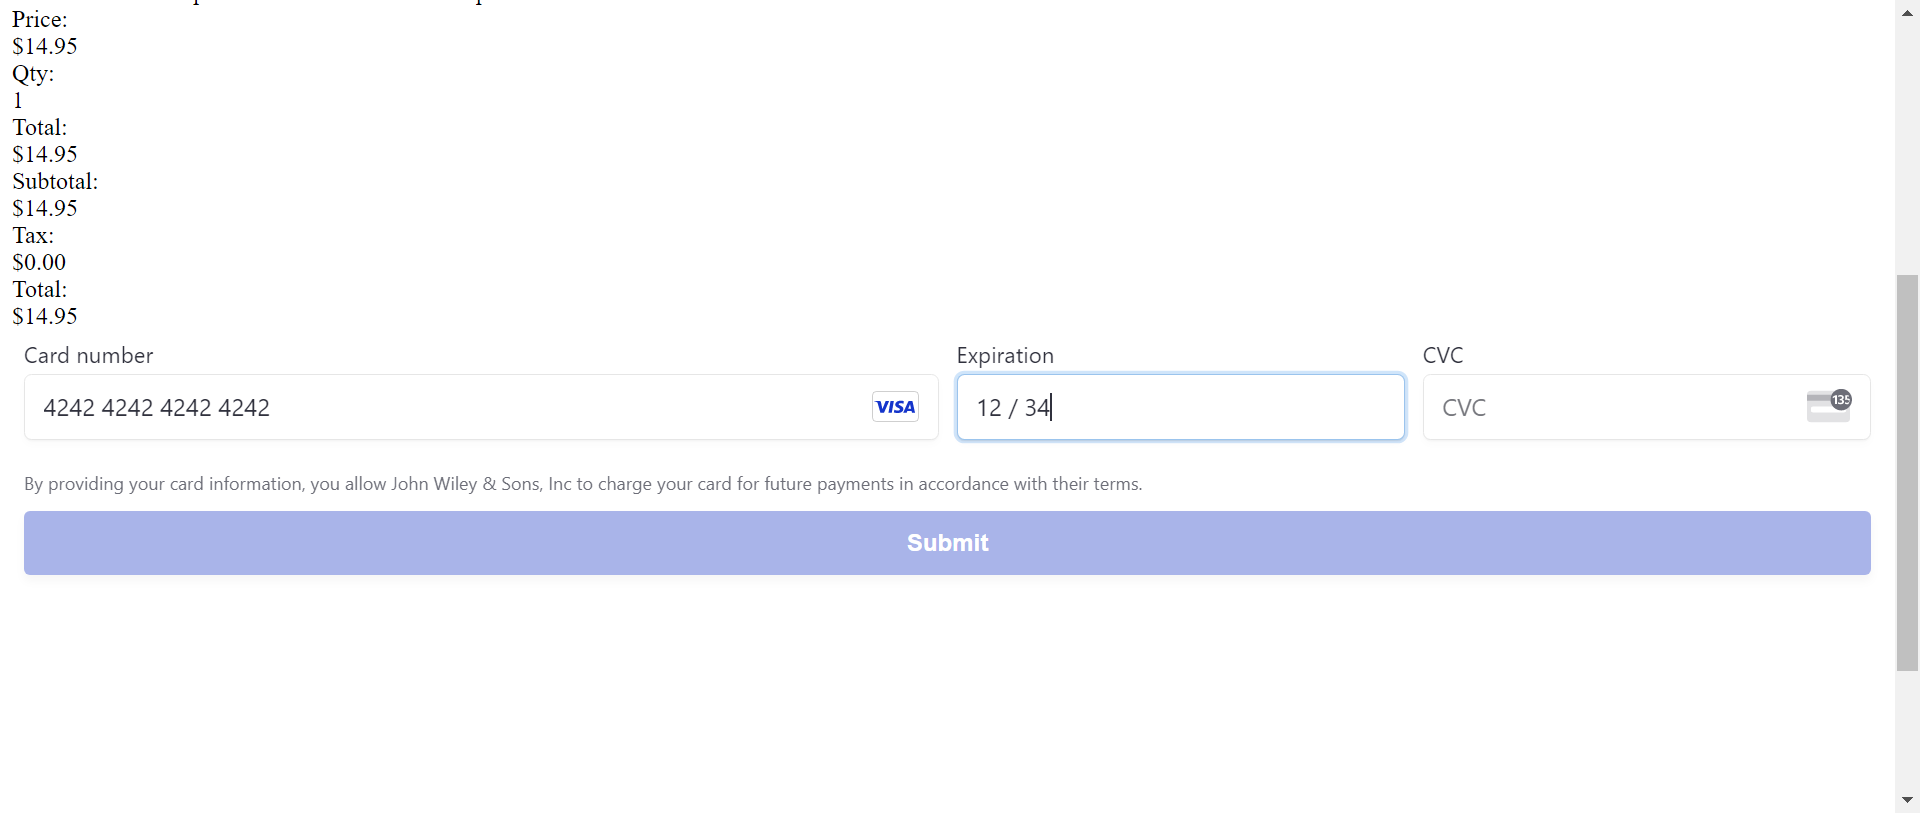 Price:
$14.95
Qty:
1
Total:
$14.95
Subtotal:
$14.95
Tax:
$0.00
Total:
$14.95
Card number Expiration CVC
4242 4242 4242 4242 VISA 12 / 34 CVC 135
By providing your card information, you allow John Wiley & Sons, Inc to charge your card for future payments in accordance with their terms.
Submit